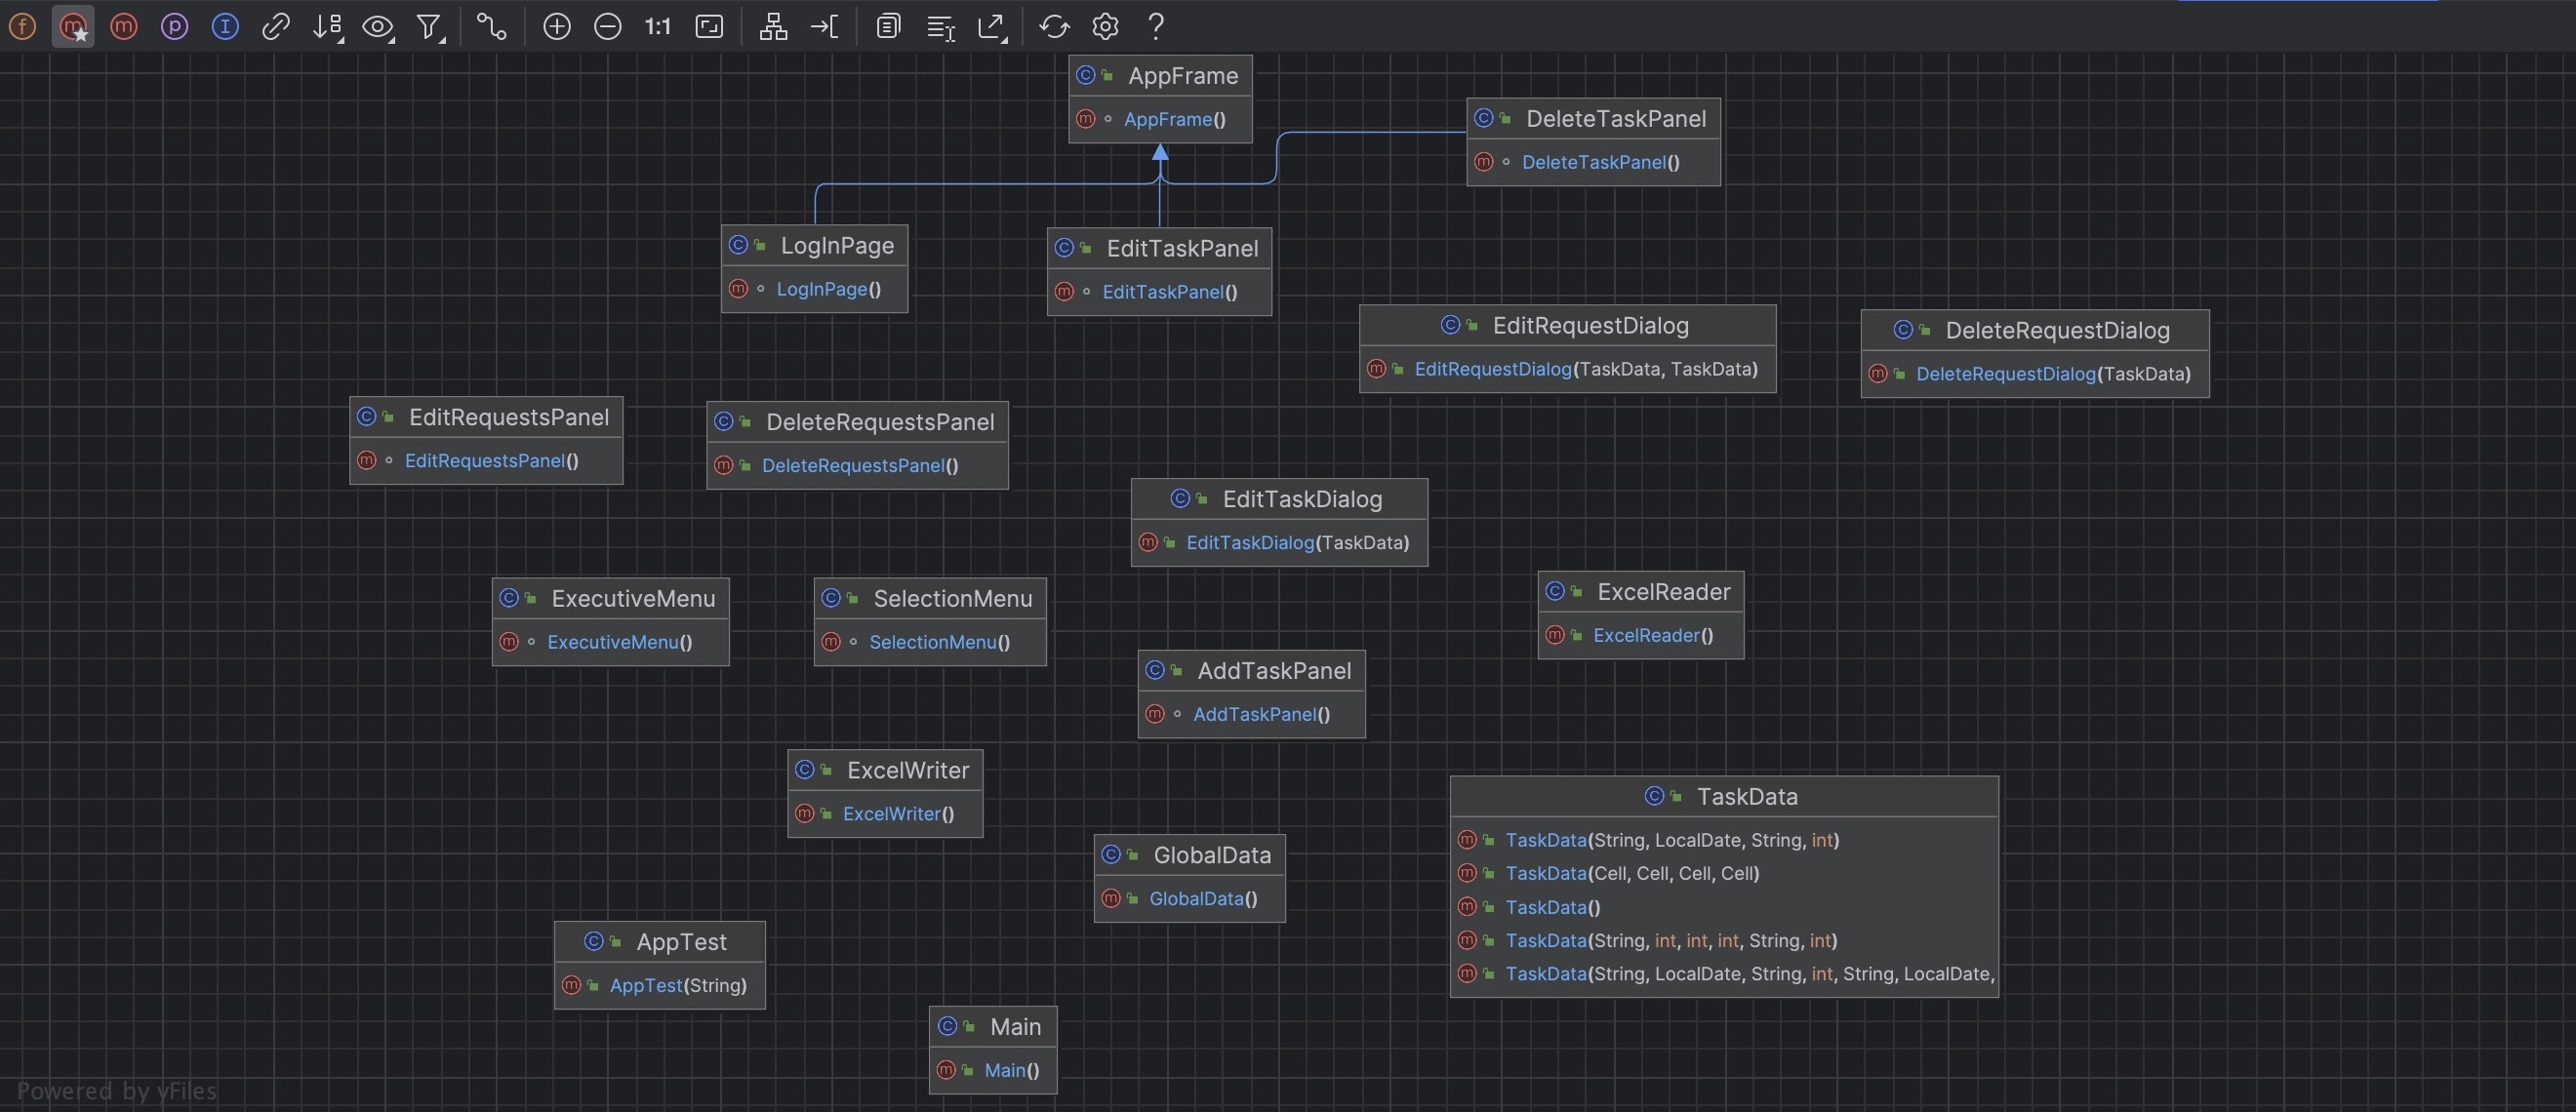 f m m p I 1:1 ?
C AppFrame
m AppFrame()
C DeleteTaskPanel
m DeleteTaskPanel()
C LogInPage
m LogInPage()
C EditTaskPanel
m EditTaskPanel()
C EditRequestDialog
m EditRequestDialog(TaskData, TaskData)
C DeleteRequestDialog
m DeleteRequestDialog(TaskData)
C EditRequestsPanel
m EditRequestsPanel()
C DeleteRequestsPanel
m DeleteRequestsPanel()
C EditTaskDialog
m EditTaskDialog(TaskData)
C ExecutiveMenu
m ExecutiveMenu()
C SelectionMenu
m SelectionMenu()
C ExcelReader
m ExcelReader()
C AddTaskPanel
m AddTaskPanel()
C ExcelWriter
m ExcelWriter()
C TaskData
m TaskData(String, LocalDate, String, int)
m TaskData(Cell, Cell, Cell, Cell)
m TaskData()
m TaskData(String, int, int, int, String, int)
m TaskData(String, LocalDate, String, int, String, LocalDate,
C GlobalData
m GlobalData()
C AppTest
m AppTest(String)
C Main
m Main()
Powered by yFiles